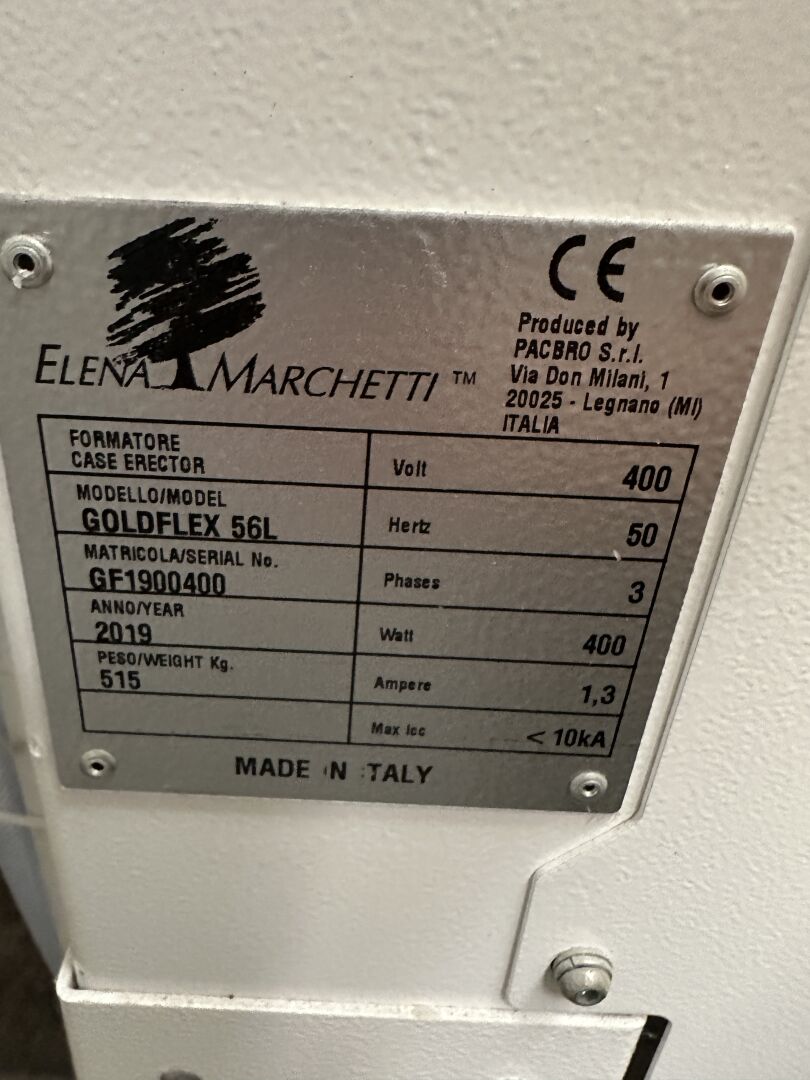 CE
Produced by
PACBRO S.r.l.
Via Don Milani, 1
20025 - Legnano (MI)
ITALIA
ELENA MARCHETTI ™
FORMATORE
CASE ERECTOR
Volt 400
MODELLO/MODEL
GOLDFLEX 56L
Hertz 50
MATRICOLA/SERIAL No.
GF1900400
Phases 3
ANNO/YEAR
2019
Watt 400
PESO/WEIGHT Kg.
515
Ampere 1,3
Max Icc < 10kA
MADE IN ITALY